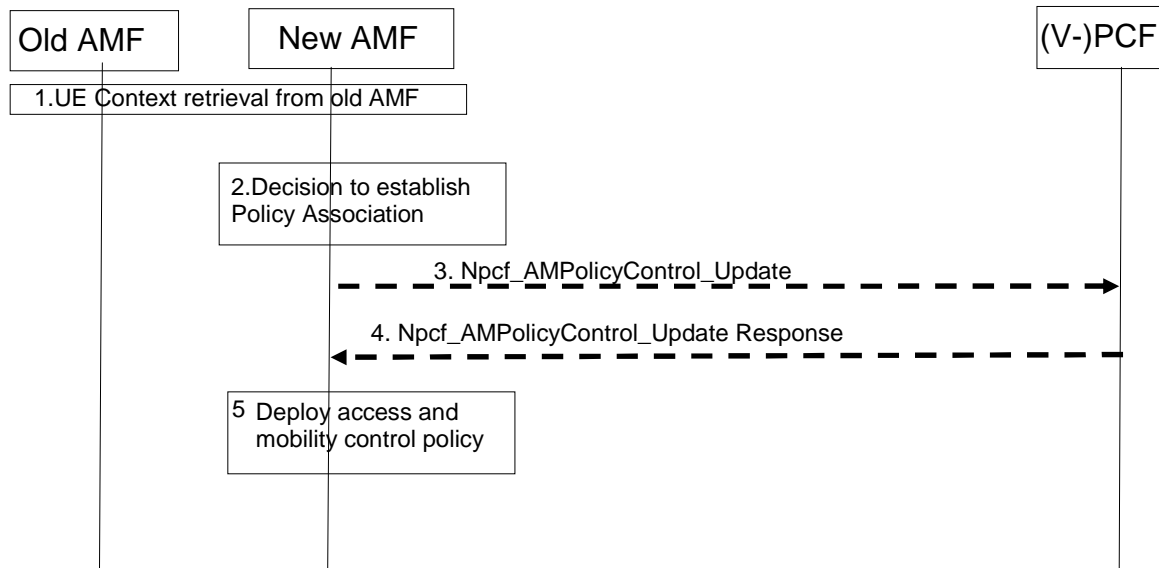 Old AMF
New AMF
(V-)PCF
1.UE Context retrieval from old AMF
2.Decision to establish
Policy Association
3. Npcf_AMPolicyControl_Update
4. Npcf_AMPolicyControl_Update Response
5 Deploy access and
mobility control policy